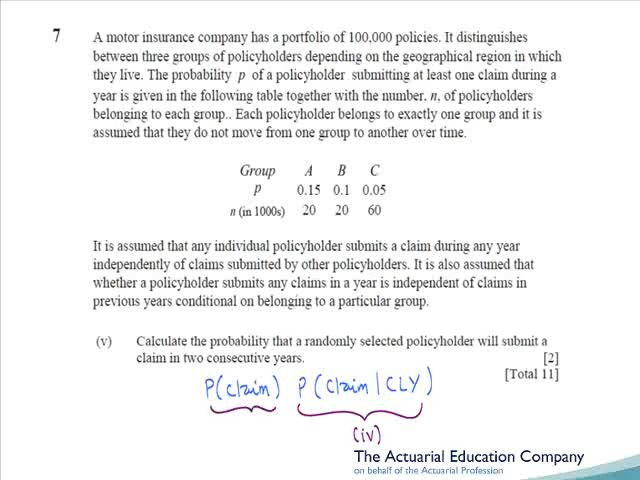 7 A motor insurance company has a portfolio of 100,000 policies. It distinguishes
between three groups of policyholders depending on the geographical region in which
they live. The probability p of a policyholder submitting at least one claim during a
year is given in the following table together with the number, n, of policyholders
belonging to each group.. Each policyholder belongs to exactly one group and it is
assumed that they do not move from one group to another over time.
Group A B C
p 0.15 0.1 0.05
n (in 1000s) 20 20 60
It is assumed that any individual policyholder submits a claim during any year
independently of claims submitted by other policyholders. It is also assumed that
whether a policyholder submits any claims in a year is independent of claims in
previous years conditional on belonging to a particular group.
(v) Calculate the probability that a randomly selected policyholder will submit a
claim in two consecutive years. [2]
[Total 11]
P(Claim) P(Claim | CLY)
(iv)
The Actuarial Education Company
on behalf of the Actuarial Profession